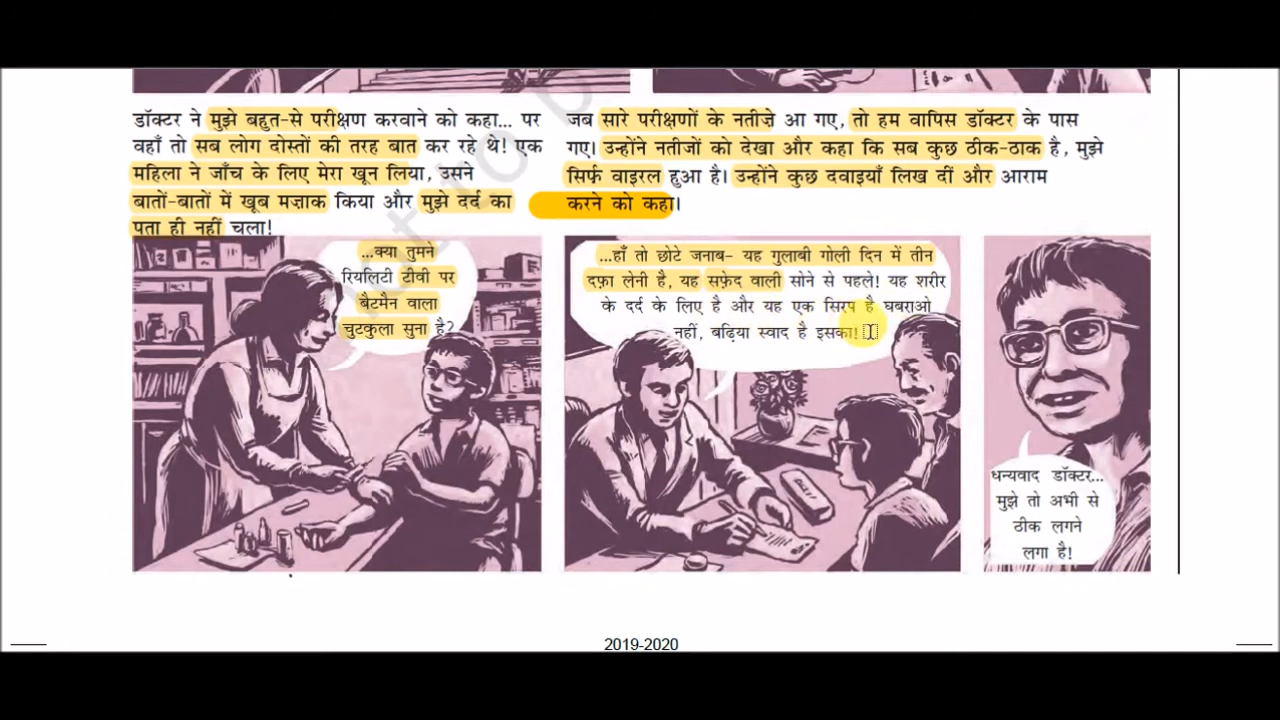 डॉक्टर ने मुझे बहुत-से परीक्षण करवाने को कहा... पर
वहाँ तो सब लोग दोस्तों की तरह बात कर रहे थे! एक
महिला ने जाँच के लिए मेरा खून लिया, उसने
बातों-बातों में खूब मज़ाक किया और मुझे दर्द का
पता ही नहीं चला!
जब सारे परीक्षणों के नतीज़े आ गए, तो हम वापिस डॉक्टर के पास
गए। उन्होंने नतीजों को देखा और कहा कि सब कुछ ठीक-ठाक है, मुझे
सिर्फ वाइरल हुआ है। उन्होंने कुछ दवाइयाँ लिख दीं और आराम
करने को कहा।
...क्या तुमने
रियलिटी टीवी पर
बैटमैन वाला
चुटकुला सुना है?
...हाँ तो छोटे जनाब- यह गुलाबी गोली दिन में तीन
दफ़ा लेनी है, यह सफ़ेद वाली सोने से पहले! यह शरीर
के दर्द के लिए है और यह एक सिरप है घबराओ
नहीं, बढ़िया स्वाद है इसका!
धन्यवाद डॉक्टर...
मुझे तो अभी से
ठीक लगने
लगा है!
2019-2020